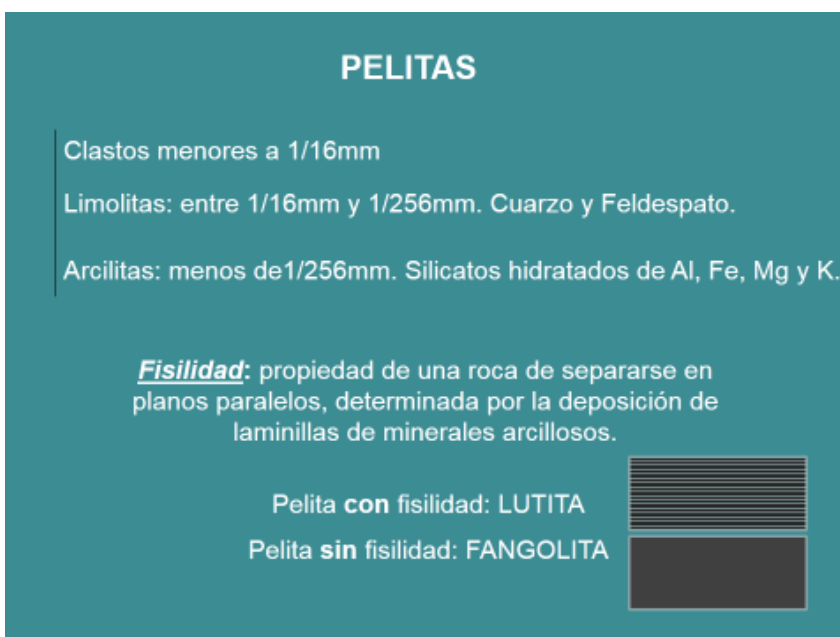 PELITAS
Clastos menores a 1/16mm
Limolitas: entre 1/16mm y 1/256mm. Cuarzo y Feldespato.
Arcilitas: menos de1/256mm. Silicatos hidratados de Al, Fe, Mg y K.
Fisilidad: propiedad de una roca de separarse en
planos paralelos, determinada por la deposición de
laminillas de minerales arcillosos.
Pelita con fisilidad: LUTITA
Pelita sin fisilidad: FANGOLITA